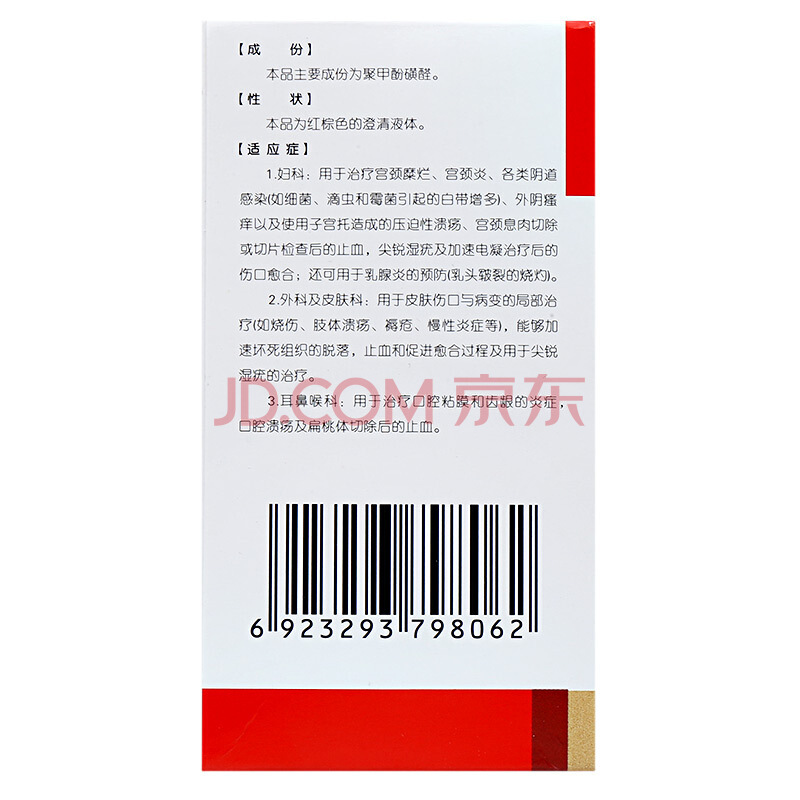 【成 份】
本品主要成份为聚甲酚磺醛。
【性 状】
本品为红棕色的澄清液体。
【适应症】
1.妇科：用于治疗宫颈糜烂、宫颈炎、各类阴道
感染(如细菌、滴虫和霉菌引起的白带增多)、外阴瘙
痒以及使用子宫托造成的压迫性溃疡、宫颈息肉切除
或切片检查后的止血，尖锐湿疣及加速电凝治疗后的
伤口愈合；还可用于乳腺炎的预防(乳头皲裂的烧灼)。
2.外科及皮肤科：用于皮肤伤口与病变的局部治
疗(如烧伤、肢体溃疡、褥疮、慢性炎症等)，能够加
速坏死组织的脱落，止血和促进愈合过程及用于尖锐
湿疣的治疗。
JD.COM 京东
3.耳鼻喉科：用于治疗口腔粘膜和齿龈的炎症，
口腔溃疡及扁桃体切除后的止血。
6 923293 798062